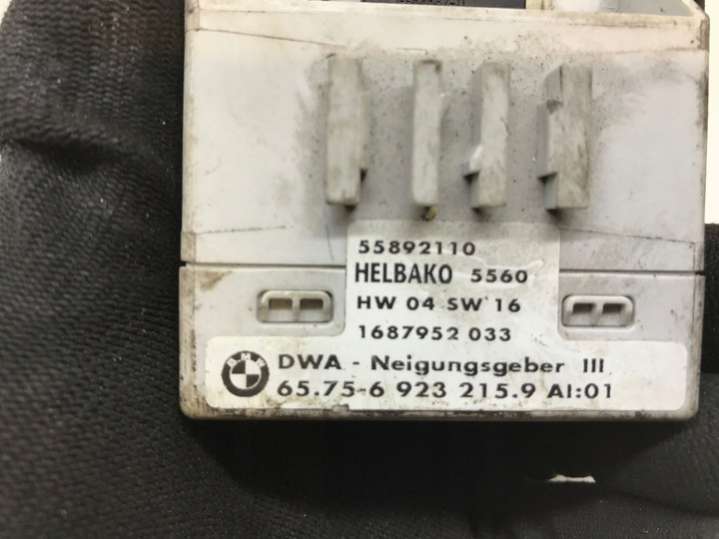 55892110
HELBAKO 5560
HW 04 SW 16
1687952 033
BMW
DWA - Neigungsgeber III
65.75-6 923 215.9 AI:01